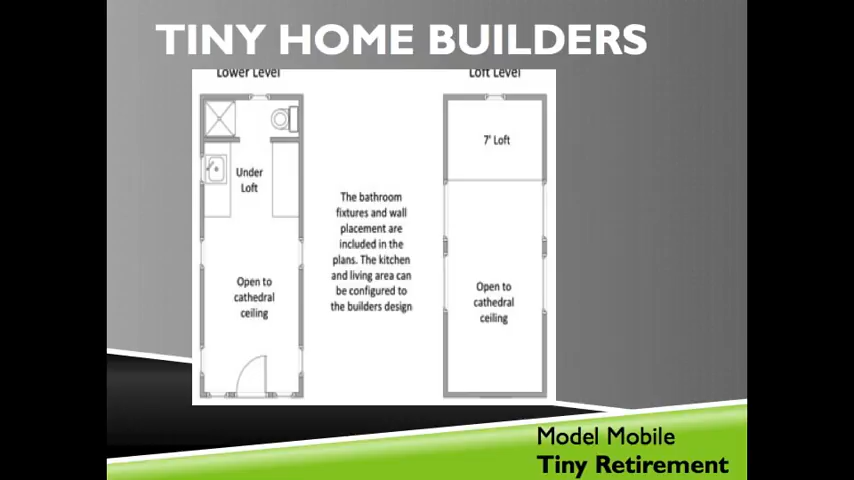 TINY HOME BUILDERS
Lower Level
Loft Level
7' Loft
Under
Loft
The bathroom
fixtures and wall
placement are
included in the
plans. The kitchen
and living area can
be configured to
the builders design
Open to
cathedral
ceiling
Open to
cathedral
ceiling
Model Mobile
Tiny Retirement